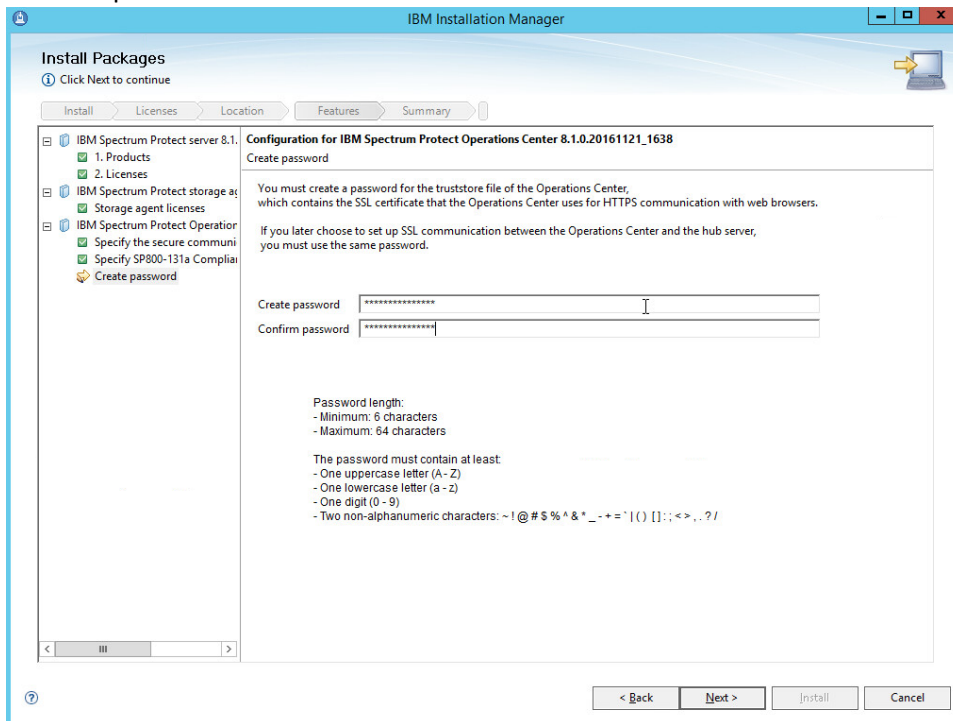 IBM Installation Manager
Install Packages
Click Next to continue
Install
Licenses
Location
Features
Summary
IBM Spectrum Protect server 8.1.
1. Products
2. Licenses
IBM Spectrum Protect storage
Storage agent licenses
IBM Spectrum Protect Operation
Specify the secure communi
Specify SP800-131a Complia
Create password
Configuration for IBM Spectrum Protect Operations Center 8.1.0.20161121_1638
Create password
You must create a password for the truststore file of the Operations Center,
which contains the SSL certificate that the Operations Center uses for HTTPS communication with web browsers.
If you later choose to set up SSL communication between the Operations Center and the hub server,
you must use the same password.
Create password ***************
Confirm password ***************
Password length:
- Minimum: 6 characters
- Maximum: 64 characters
The password must contain at least:
- One uppercase letter (A - Z)
- One lowercase letter (a - z)
- One digit (0 - 9)
- Two non-alphanumeric characters: ~ ! @ # $ % ^ & * _ - + = ` | ( ) [ ] : ; < > , . ? /
< Back
Next >
Install
Cancel